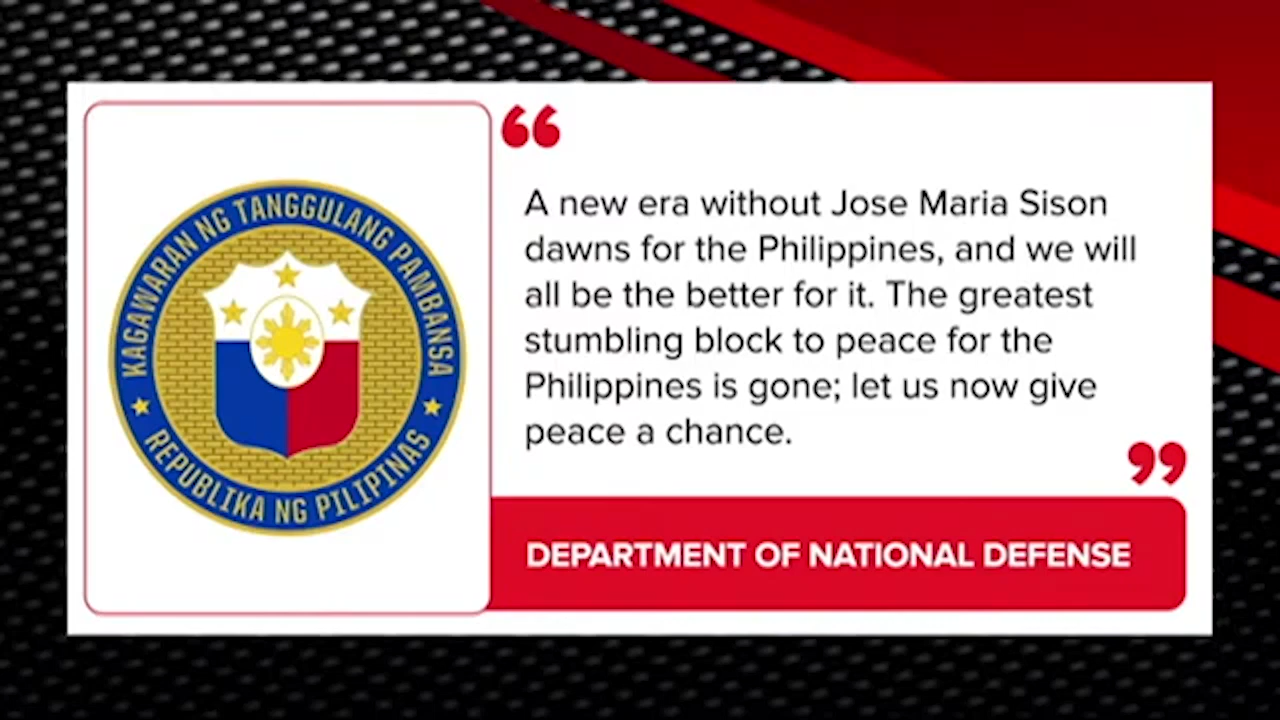 KAGAWARAN NG TANGGULANG PAMBANSA
REPUBLIKA NG PILIPINAS
“
A new era without Jose Maria Sison
dawns for the Philippines, and we will
all be the better for it. The greatest
stumbling block to peace for the
Philippines is gone; let us now give
peace a chance.
”
DEPARTMENT OF NATIONAL DEFENSE